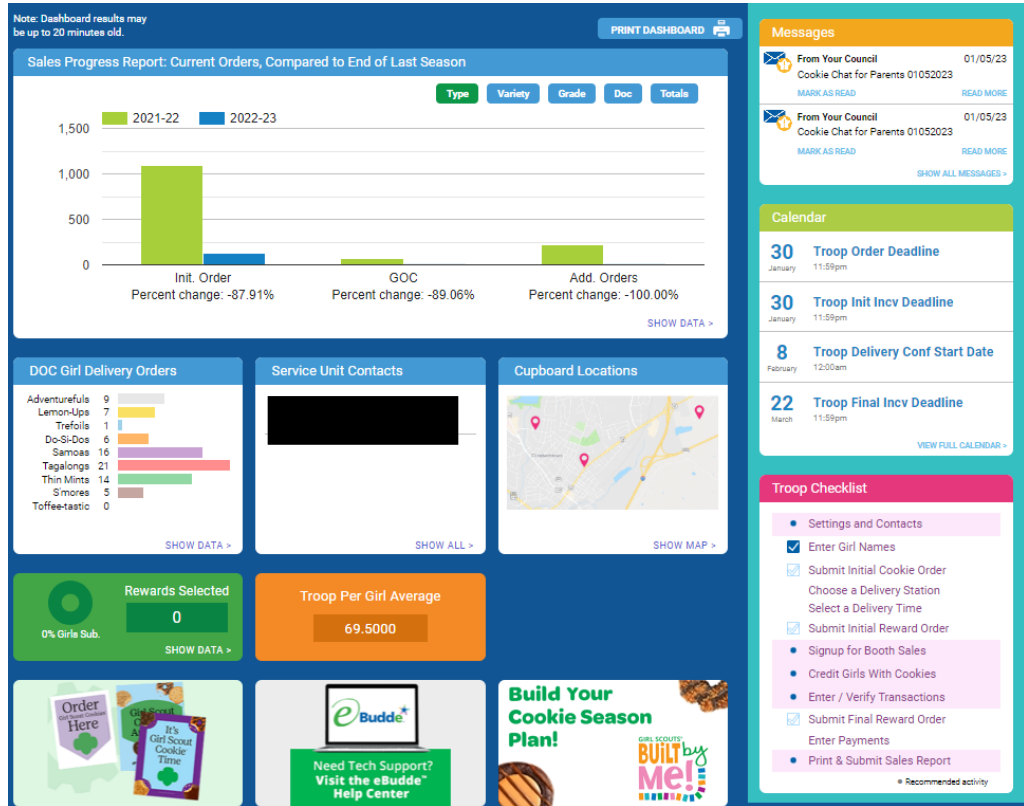 Note: Dashboard results may
be up to 20 minutes old.
PRINT DASHBOARD
Sales Progress Report: Current Orders, Compared to End of Last Season
Type Variety Grade Doc Totals
2021-22 2022-23
1,500
1,000
500
0
Init. Order GOC Add. Orders
Percent change: -87.91% Percent change: -89.06% Percent change: -100.00%
SHOW DATA >
DOC Girl Delivery Orders
Adventurefuls 9
Lemon-Ups 7
Trefoils 1
Do-Si-Dos 6
Samoas 16
Tagalongs 21
Thin Mints 14
S'mores 5
Toffee-tastic 0
SHOW DATA >
Service Unit Contacts
SHOW ALL >
Cupboard Locations
SHOW MAP >
Rewards Selected
0
0% Girls Sub.
SHOW DATA >
Troop Per Girl Average
69.5000
Order
Girl Scout Cookies
Here
It's
Girl Scout
Cookie
Time
eBudde
Need Tech Support?
Visit the eBudde™
Help Center
Build Your
Cookie Season
Plan!
GIRL SCOUTS'
BUILT by
Me!
Messages
From Your Council 01/05/23
Cookie Chat for Parents 01052023
MARK AS READ READ MORE
From Your Council 01/05/23
Cookie Chat for Parents 01052023
MARK AS READ READ MORE
SHOW ALL MESSAGES »
Calendar
30 Troop Order Deadline
January 11:59pm
30 Troop Init Incv Deadline
January 11:59pm
8 Troop Delivery Conf Start Date
February 12:00am
22 Troop Final Incv Deadline
March 11:59pm
VIEW FULL CALENDAR »
Troop Checklist
Settings and Contacts
Enter Girl Names
Submit Initial Cookie Order
Choose a Delivery Station
Select a Delivery Time
Submit Initial Reward Order
Signup for Booth Sales
Credit Girls With Cookies
Enter / Verify Transactions
Submit Final Reward Order
Enter Payments
Print & Submit Sales Report
Recommended activity